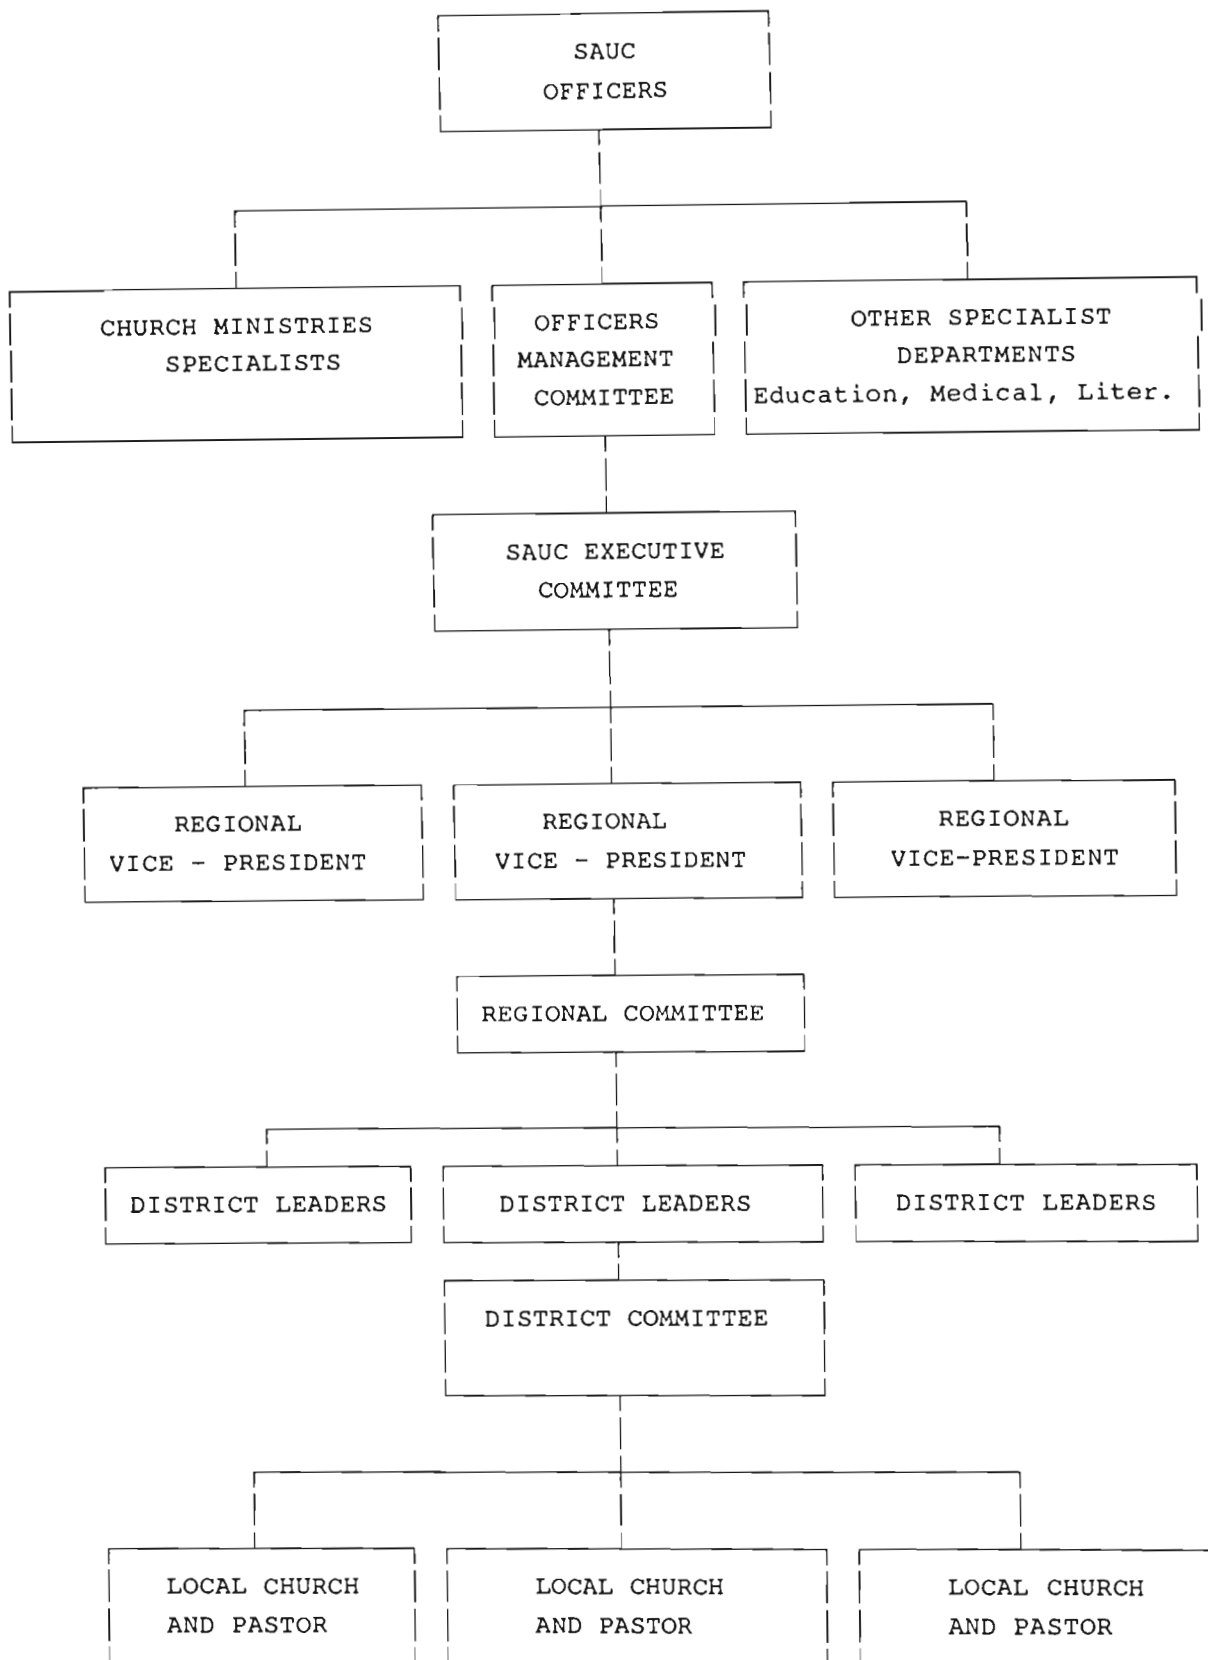 SAUC
OFFICERS
CHURCH MINISTRIES
SPECIALISTS
OFFICERS
MANAGEMENT
COMMITTEE
OTHER SPECIALIST
DEPARTMENTS
Education, Medical, Liter.
SAUC EXECUTIVE
COMMITTEE
REGIONAL
VICE - PRESIDENT
REGIONAL
VICE - PRESIDENT
REGIONAL
VICE-PRESIDENT
REGIONAL COMMITTEE
DISTRICT LEADERS
DISTRICT LEADERS
DISTRICT LEADERS
DISTRICT COMMITTEE
LOCAL CHURCH
AND PASTOR
LOCAL CHURCH
AND PASTOR
LOCAL CHURCH
AND PASTOR